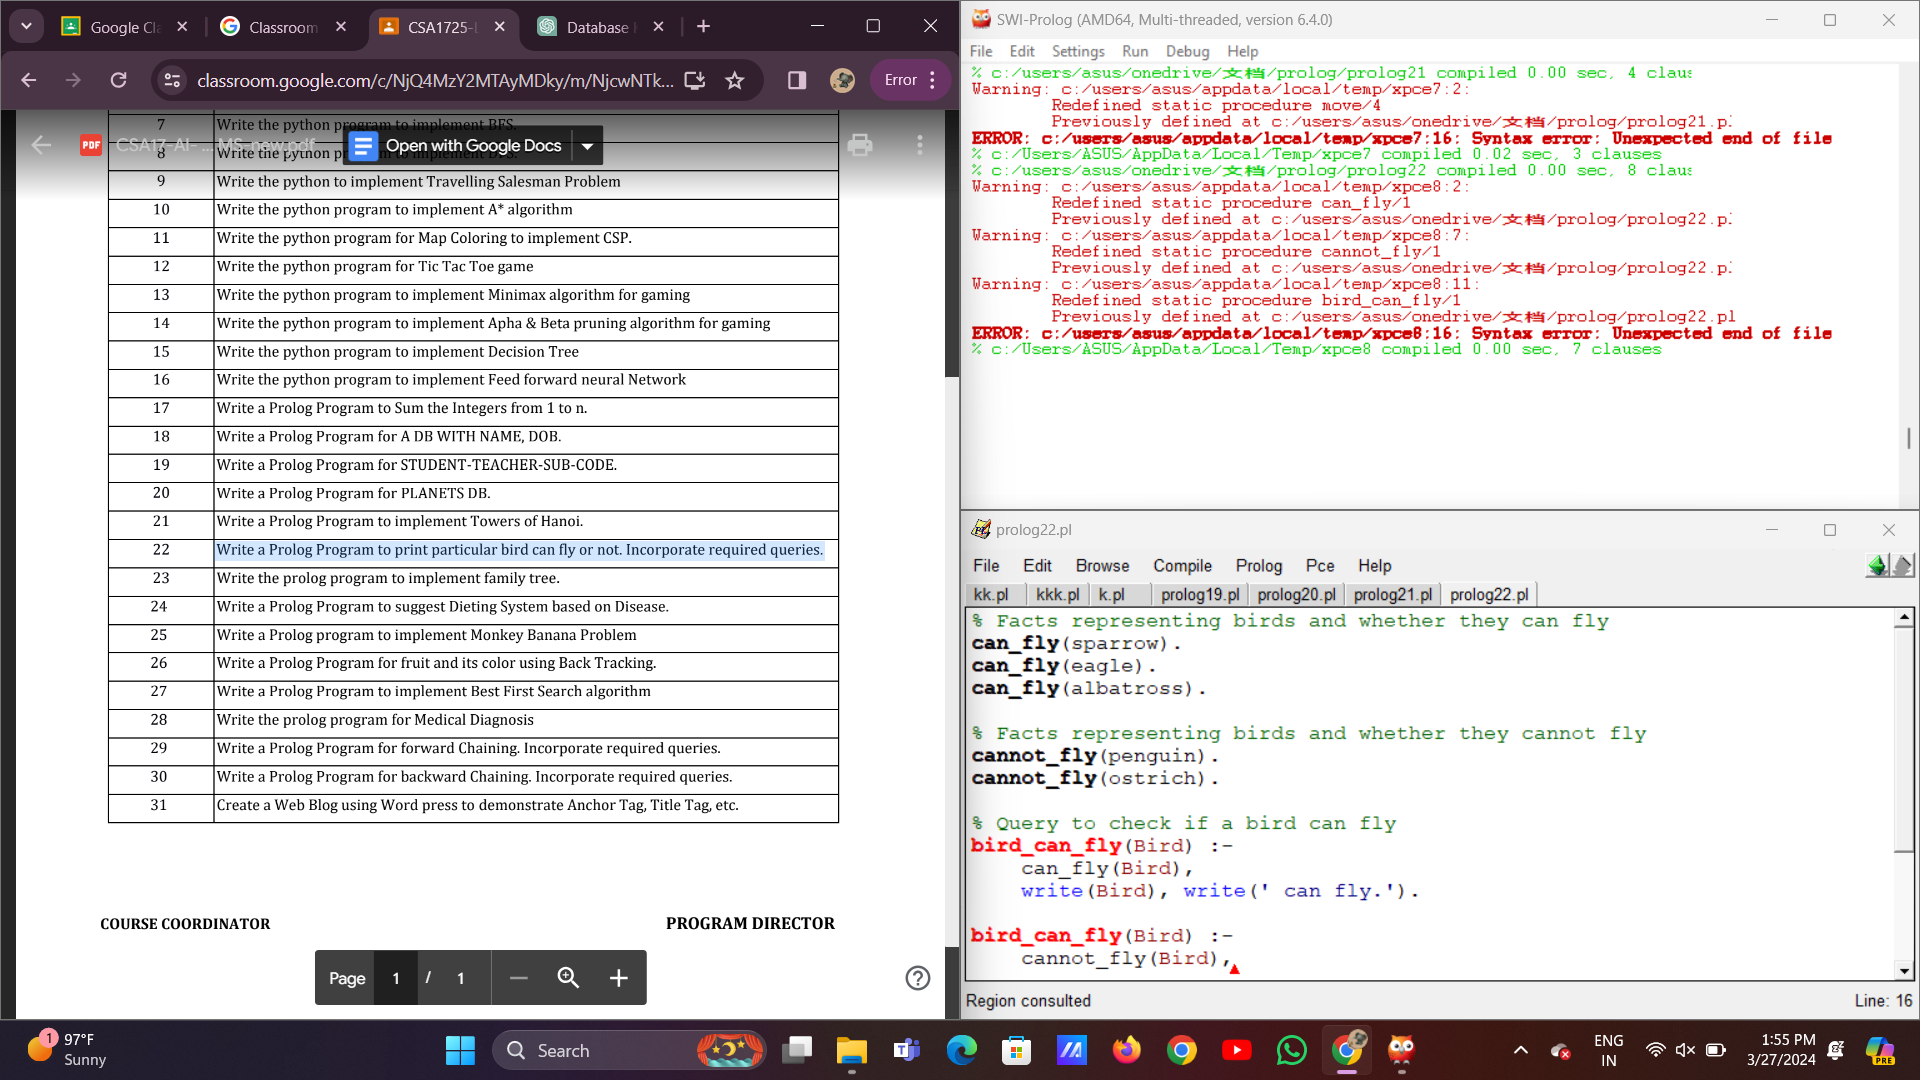 Google Cla
Classroom
CSA1725-I
Database
classroom.google.com/c/NjQ4MzY2MTAyMDky/m/NjcwNTk...
Error
PDF
CSA17-AI- ... MS-new.pdf
Open with Google Docs
7 Write the python program to implement BFS.
8 Write the python program to implement DFS.
9 Write the python to implement Travelling Salesman Problem
10 Write the python program to implement A* algorithm
11 Write the python program for Map Coloring to implement CSP.
12 Write the python program for Tic Tac Toe game
13 Write the python program to implement Minimax algorithm for gaming
14 Write the python program to implement Apha & Beta pruning algorithm for gaming
15 Write the python program to implement Decision Tree
16 Write the python program to implement Feed forward neural Network
17 Write a Prolog Program to Sum the Integers from 1 to n.
18 Write a Prolog Program for A DB WITH NAME, DOB.
19 Write a Prolog Program for STUDENT-TEACHER-SUB-CODE.
20 Write a Prolog Program for PLANETS DB.
21 Write a Prolog Program to implement Towers of Hanoi.
22 Write a Prolog Program to print particular bird can fly or not. Incorporate required queries.
23 Write the prolog program to implement family tree.
24 Write a Prolog Program to suggest Dieting System based on Disease.
25 Write a Prolog program to implement Monkey Banana Problem
26 Write a Prolog Program for fruit and its color using Back Tracking.
27 Write a Prolog Program to implement Best First Search algorithm
28 Write the prolog program for Medical Diagnosis
29 Write a Prolog Program for forward Chaining. Incorporate required queries.
30 Write a Prolog Program for backward Chaining. Incorporate required queries.
31 Create a Web Blog using Word press to demonstrate Anchor Tag, Title Tag, etc.
COURSE COORDINATOR PROGRAM DIRECTOR
Page 1 / 1
SWI-Prolog (AMD64, Multi-threaded, version 6.4.0)
File Edit Settings Run Debug Help
% c:/users/asus/onedrive/文档/prolog/prolog21 compiled 0.00 sec, 4 claus
Warning: c:/users/asus/appdata/local/temp/xpce7:2:
Redefined static procedure move/4
Previously defined at c:/users/asus/onedrive/文档/prolog/prolog21.pl
ERROR: c:/users/asus/appdata/local/temp/xpce7:16: Syntax error: Unexpected end of file
% c:/Users/ASUS/AppData/Local/Temp/xpce7 compiled 0.02 sec, 3 clauses
% c:/users/asus/onedrive/文档/prolog/prolog22 compiled 0.00 sec, 8 claus
Warning: c:/users/asus/appdata/local/temp/xpce8:2:
Redefined static procedure can_fly/1
Previously defined at c:/users/asus/onedrive/文档/prolog/prolog22.pl
Warning: c:/users/asus/appdata/local/temp/xpce8:7:
Redefined static procedure cannot_fly/1
Previously defined at c:/users/asus/onedrive/文档/prolog/prolog22.pl
Warning: c:/users/asus/appdata/local/temp/xpce8:11:
Redefined static procedure bird_can_fly/1
Previously defined at c:/users/asus/onedrive/文档/prolog/prolog22.pl
ERROR: c:/users/asus/appdata/local/temp/xpce8:16: Syntax error: Unexpected end of file
% c:/Users/ASUS/AppData/Local/Temp/xpce8 compiled 0.00 sec, 7 clauses
prolog22.pl
File Edit Browse Compile Prolog Pce Help
kk.pl kkk.pl k.pl prolog19.pl prolog20.pl prolog21.pl prolog22.pl
% Facts representing birds and whether they can fly
can_fly(sparrow).
can_fly(eagle).
can_fly(albatross).
% Facts representing birds and whether they cannot fly
cannot_fly(penguin).
cannot_fly(ostrich).
% Query to check if a bird can fly
bird_can_fly(Bird) :-
can_fly(Bird),
write(Bird), write(' can fly.').
bird_can_fly(Bird) :-
cannot_fly(Bird),
Region consulted Line: 16
1
97°F
Sunny
Search
ENG
IN
1:55 PM
3/27/2024
PRE